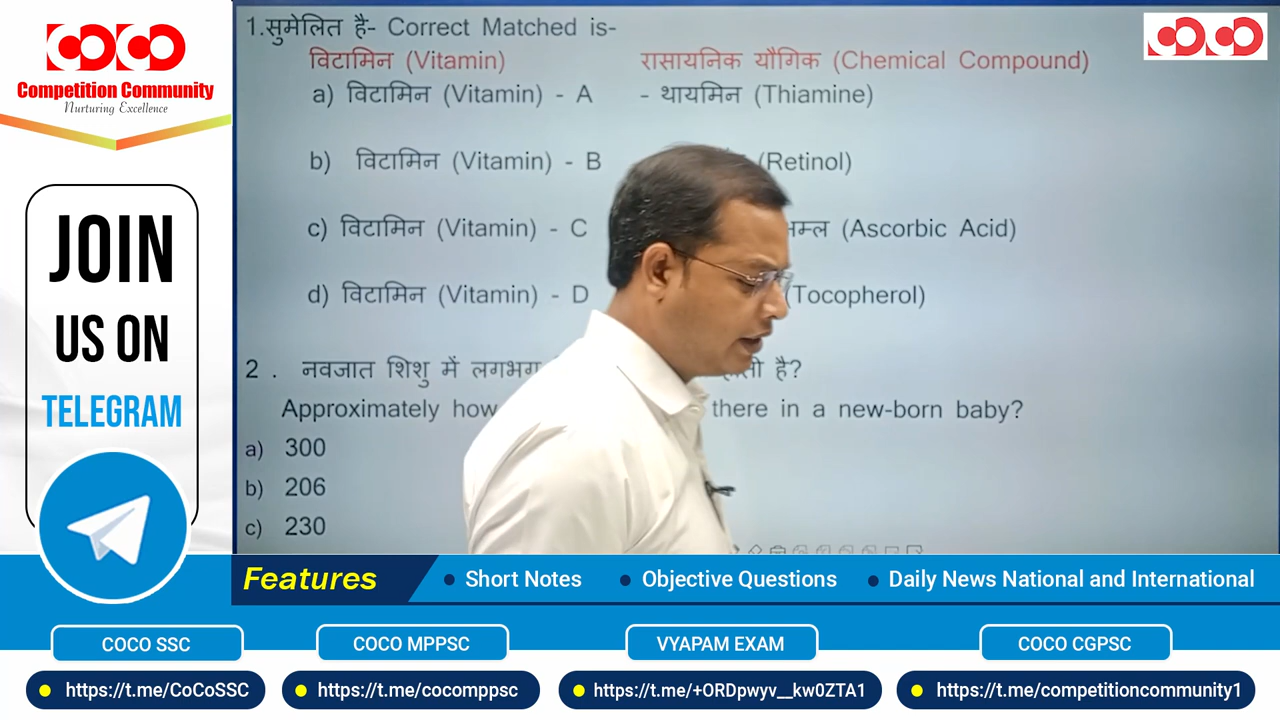 COCO
Competition Community
Nurturing Excellence
JOIN
US ON
TELEGRAM
COCO
1.सुमेलित है- Correct Matched is-
विटामिन (Vitamin) रासायनिक यौगिक (Chemical Compound)
a) विटामिन (Vitamin) - A - थायमिन (Thiamine)
b) विटामिन (Vitamin) - B (Retinol)
c) विटामिन (Vitamin) - C (Ascorbic Acid)
d) विटामिन (Vitamin) - D (Tocopherol)
2 . नवजात शिशु में लगभग है?
Approximately how there in a new-born baby?
a) 300
b) 206
c) 230
Features • Short Notes • Objective Questions • Daily News National and International
COCO SSC COCO MPPSC VYAPAM EXAM COCO CGPSC
https://t.me/CoCoSSC https://t.me/cocomppsc https://t.me/+ORDpwyv__kw0ZTA1 https://t.me/competitioncommunity1